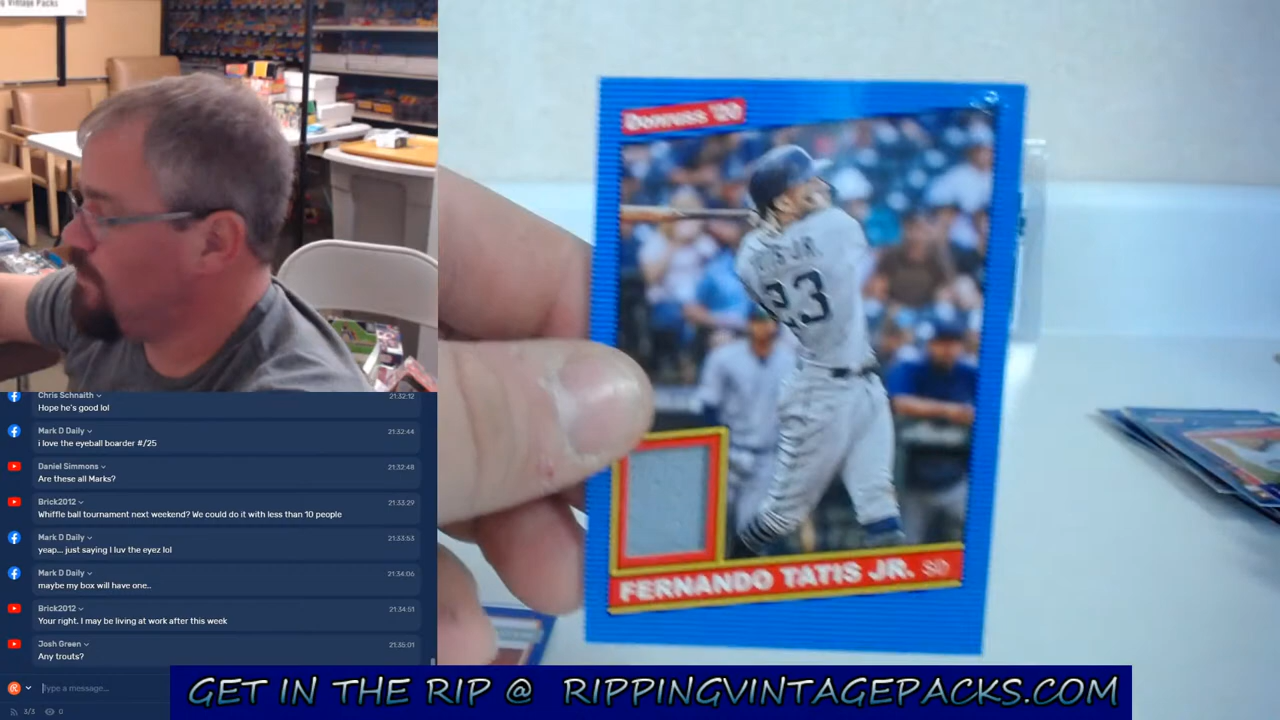 g Vintage Packs
Donruss '20
TIS JR
23
FERNANDO TATIS JR. SD
Chris Schnaith
21:32:12
Hope he's good lol
Mark D Daily
21:32:44
i love the eyeball boarder #/25
Daniel Simmons
21:32:48
Are these all Marks?
Brick2012
21:33:29
Whiffle ball tournament next weekend? We could do it with less than 10 people
Mark D Daily
21:33:53
yeap... just saying I luv the eyez lol
Mark D Daily
21:34:06
maybe my box will have one..
Brick2012
21:34:51
Your right. I may be living at work after this week
Josh Green
21:35:01
Any trouts?
Type a message...
3/3 0
GET IN THE RIP @ RIPPINGVINTAGEPACKS.COM